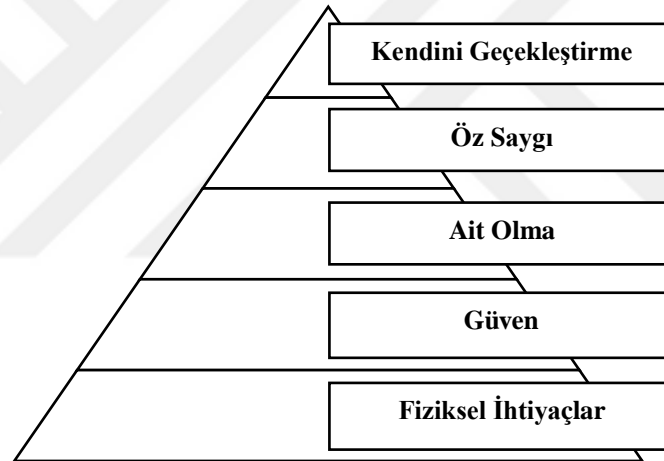 Kendini Geçekleştirme
Öz Saygı
Ait Olma
Güven
Fiziksel İhtiyaçlar